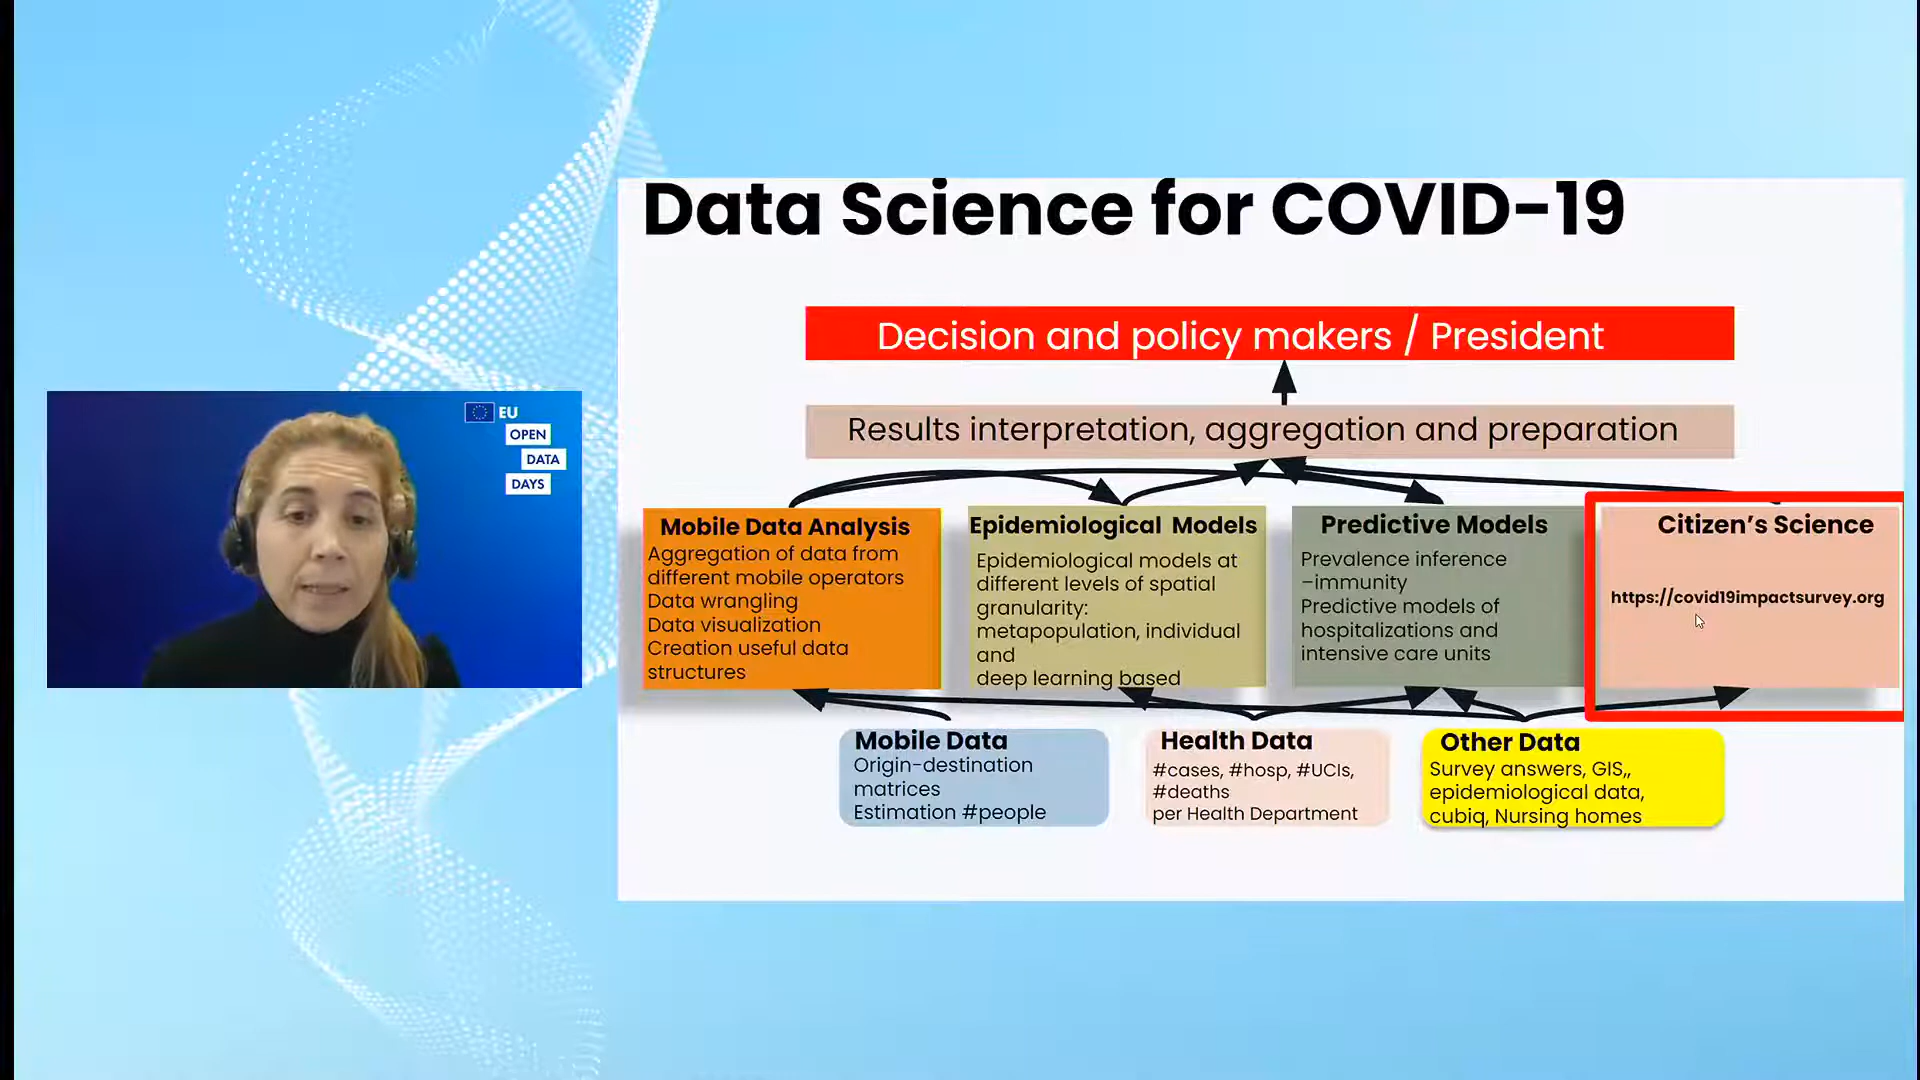 EU
OPEN
DATA
DAYS
Data Science for COVID-19
Decision and policy makers / President
Results interpretation, aggregation and preparation
Mobile Data Analysis
Aggregation of data from
different mobile operators
Data wrangling
Data visualization
Creation useful data
structures
Epidemiological Models
Epidemiological models at
different levels of spatial
granularity:
metapopulation, individual
and
deep learning based
Predictive Models
Prevalence inference
-immunity
Predictive models of
hospitalizations and
intensive care units
Citizen's Science
https://covid19impactsurvey.org
Mobile Data
Origin-destination
matrices
Estimation #people
Health Data
#cases, #hosp, #UCIs,
#deaths
per Health Department
Other Data
Survey answers, GIS,,
epidemiological data,
cubiq, Nursing homes